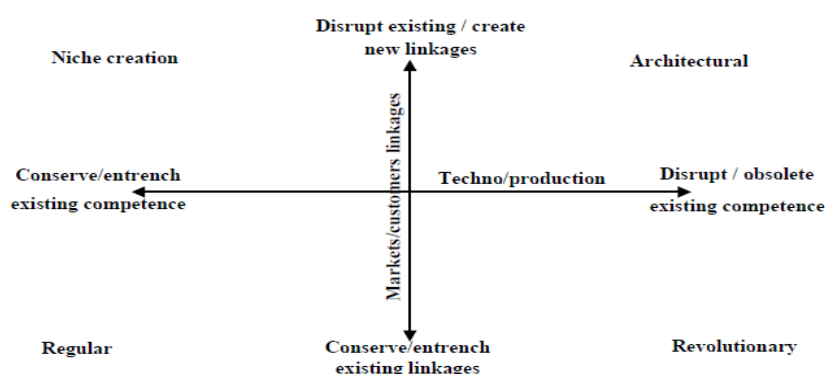 Disrupt existing / create
new linkages
Niche creation
Architectural
Markets/customers linkages
Conserve/entrench
existing competence
Techno/production
Disrupt / obsolete
existing competence
Regular
Conserve/entrench
existing linkages
Revolutionary